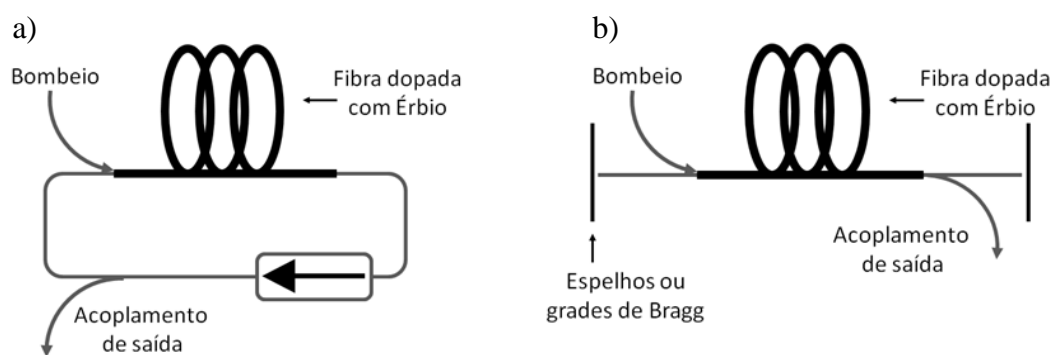 a)
Bombeio
Fibra dopada
com Érbio
Acoplamento
de saída
b)
Bombeio
Fibra dopada
com Érbio
Acoplamento
de saída
Espelhos ou
grades de Bragg